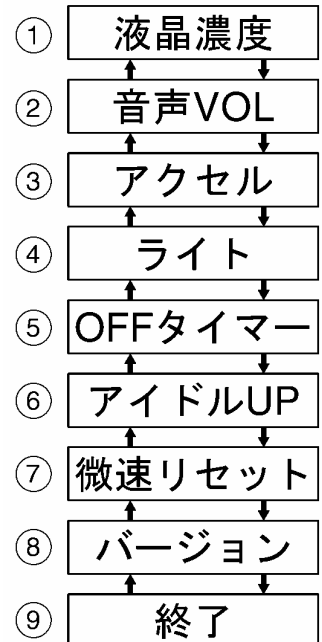 ① 液晶濃度
② 音声VOL
③ アクセル
④ ライト
⑤ OFFタイマー
⑥ アイドルUP
⑦ 微速リセット
⑧ バージョン
⑨ 終了